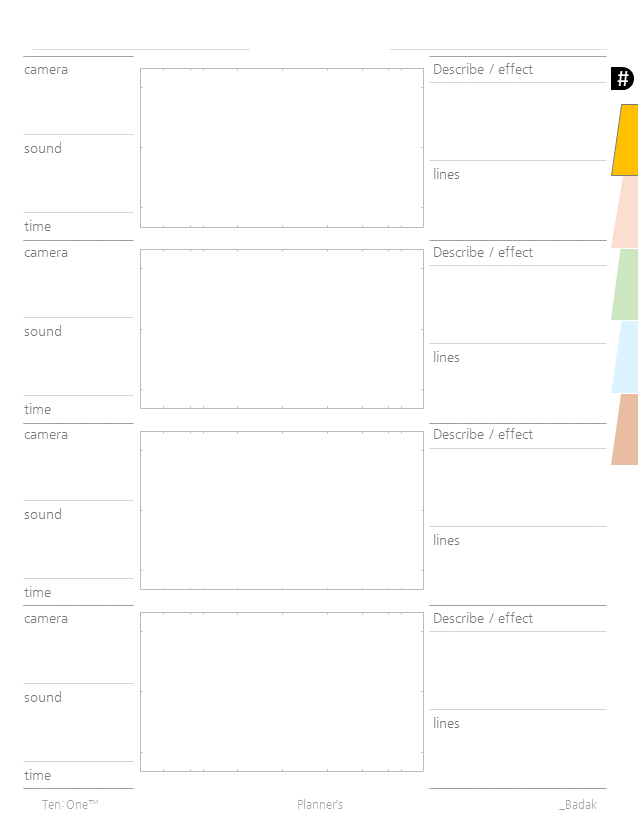 camera
Describe / effect
#
sound
lines
time
camera
Describe / effect
sound
lines
time
camera
Describe / effect
sound
lines
time
camera
Describe / effect
sound
lines
time
Ten:One™
Planner's
_Badak